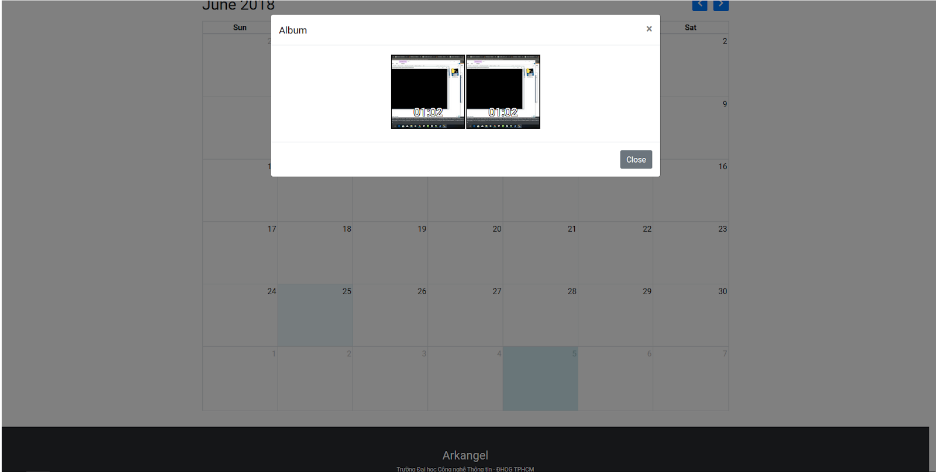 June 2018
Album ×
Sun Sat
2
9
16
01:02 01:02
Close
17 18 19 20 21 22 23
24 25 26 27 28 29 30
1 2 3 4 5 6 7
Arkangel
Trường Đại học Công nghệ Thông tin - ĐHQG TPHCM